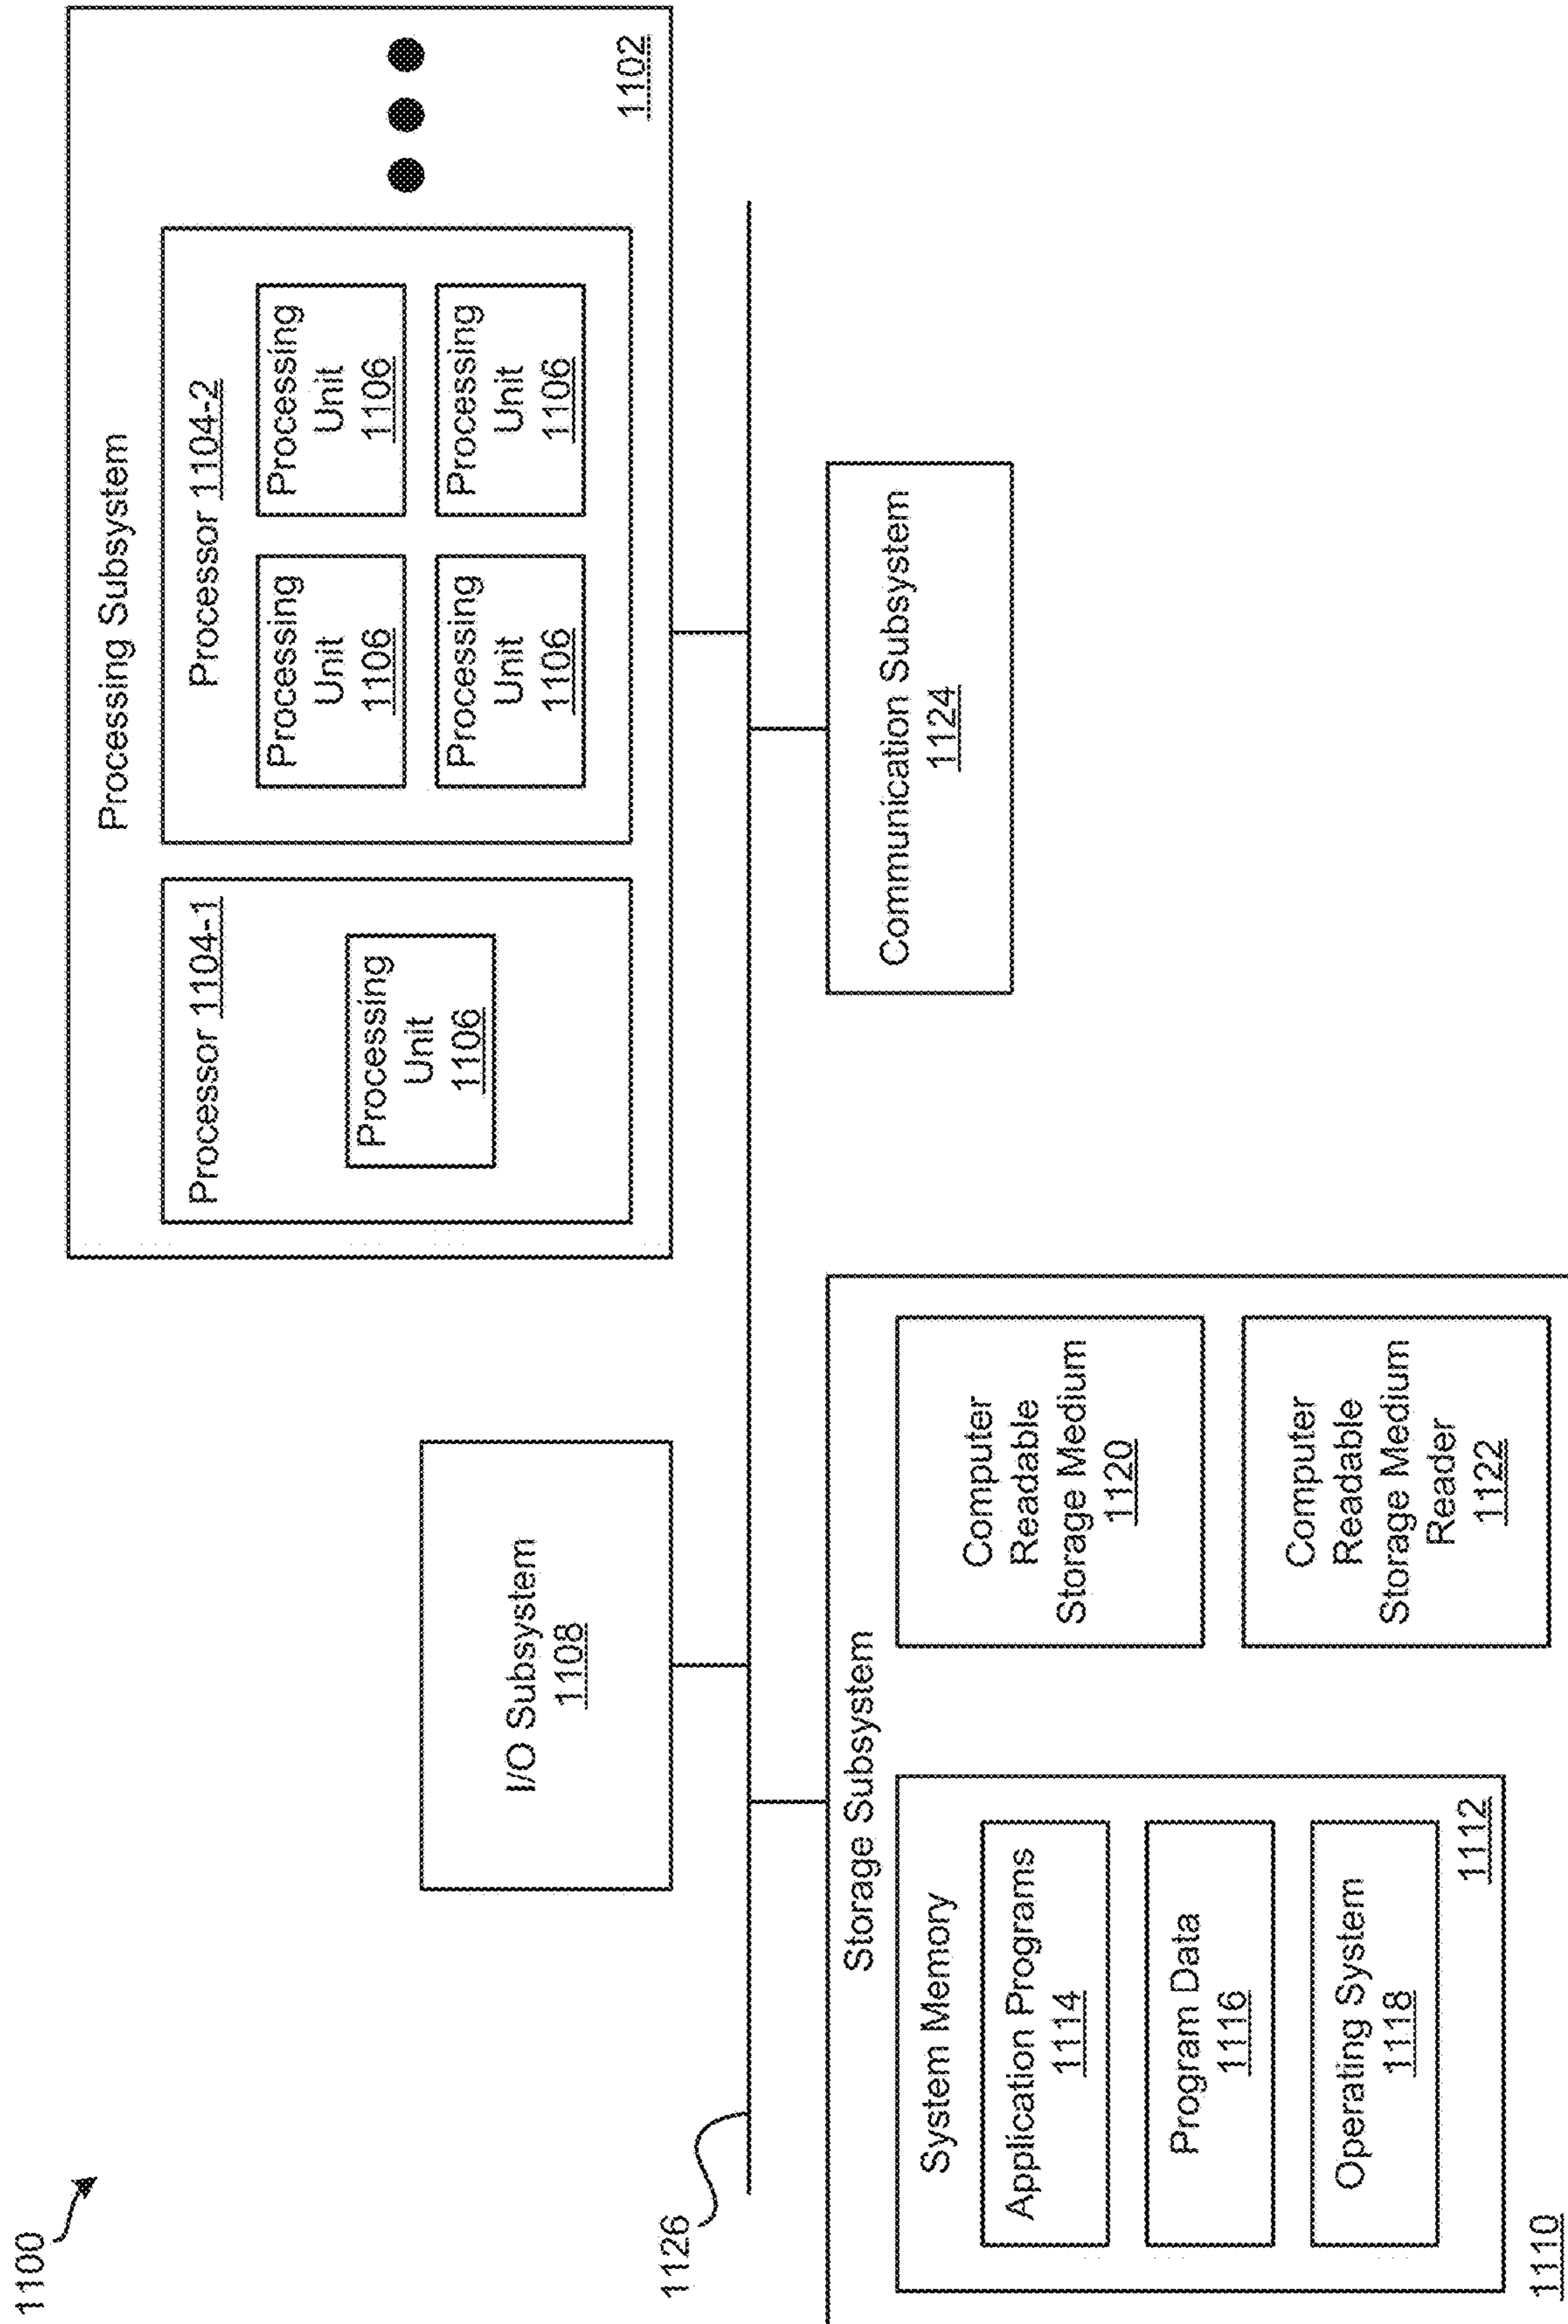 1100
Processing Subsystem
Processor 1104-1
Processing
Unit
1106
Processor 1104-2
Processing
Unit
1106
Processing
Unit
1106
Processing
Unit
1106
Processing
Unit
1106
1102
I/O Subsystem
1108
1126
Storage Subsystem
System Memory
Application Programs
1114
Program Data
1116
Operating System
1118
1112
Computer
Readable
Storage Medium
1120
Computer
Readable
Storage Medium
Reader
1122
1110
Communication Subsystem
1124